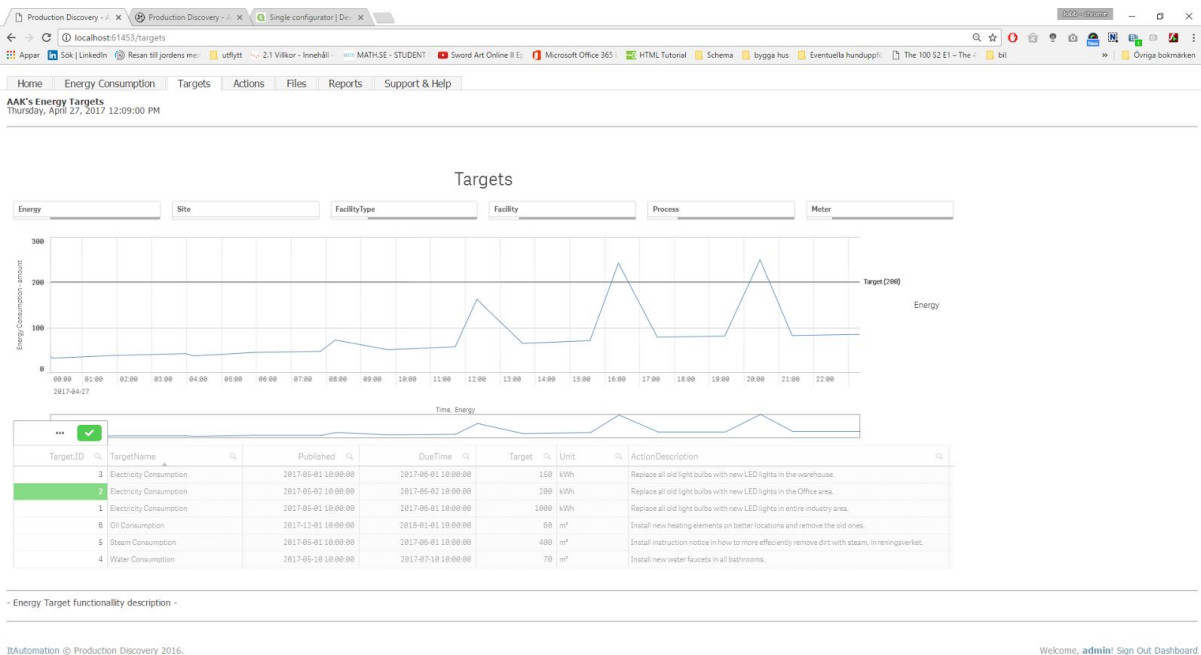 Production Discovery - A
Production Discovery - A
Single configurator | De
jobb - chrome
localhost:61453/targets
Appar
Sök | LinkedIn
Resan till jordens me
utflytt
2.1 Villkor - Innehåll -
MATH.SE - STUDENT
Sword Art Online II Ep
Microsoft Office 365
HTML Tutorial
Schema
bygga hus
Eventuella hunduppfö
The 100 S2 E1 – The 4
bil
»
Övriga bokmärken
Home Energy Consumption Targets Actions Files Reports Support & Help
AAK's Energy Targets
Thursday, April 27, 2017 12:09:00 PM
Targets
Energy Site FacilityType Facility Process Meter
Energy Consumption - amount
300
200
100
0
Target (200)
Energy
00:00 01:00 02:00 03:00 04:00 05:00 06:00 07:00 08:00 09:00 10:00 11:00 12:00 13:00 14:00 15:00 16:00 17:00 18:00 19:00 20:00 21:00 22:00
2017-04-27
Time, Energy
Target.ID TargetName Published DueTime Target Unit ActionDescription
3 Electricity Consumption 2017-05-01 10:00:00 2017-06-01 10:00:00 150 kWh Replace all old light bulbs with new LED lights in the warehouse.
2 Electricity Consumption 2017-05-02 10:00:00 2017-06-02 10:00:00 200 kWh Replace all old light bulbs with new LED lights in the Office area.
1 Electricity Consumption 2017-05-01 10:00:00 2017-06-01 10:00:00 1000 kWh Replace all old light bulbs with new LED lights in entire industry area.
6 Oil Consumption 2017-12-01 10:00:00 2018-01-01 10:00:00 60 m³ Install new heating elements on better locations and remove the old ones.
5 Steam Consumption 2017-05-01 10:00:00 2017-06-01 10:00:00 400 m³ Install instruction notice in how to more effeciently remove dirt with steam, in reningsverket.
4 Water Consumption 2017-05-10 10:00:00 2017-07-10 10:00:00 70 m³ Install new water faucets in all bathrooms.
- Energy Target functionallity description -
ItAutomation © Production Discovery 2016.
Welcome, admin! Sign Out Dashboard